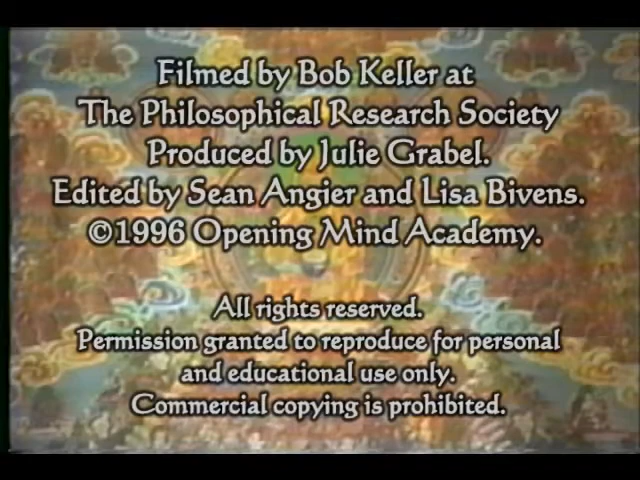 Filmed by Bob Keller at
The Philosophical Research Society
Produced by Julie Grabel.
Edited by Sean Angier and Lisa Bivens.
©1996 Opening Mind Academy.
All rights reserved.
Permission granted to reproduce for personal
and educational use only.
Commercial copying is prohibited.